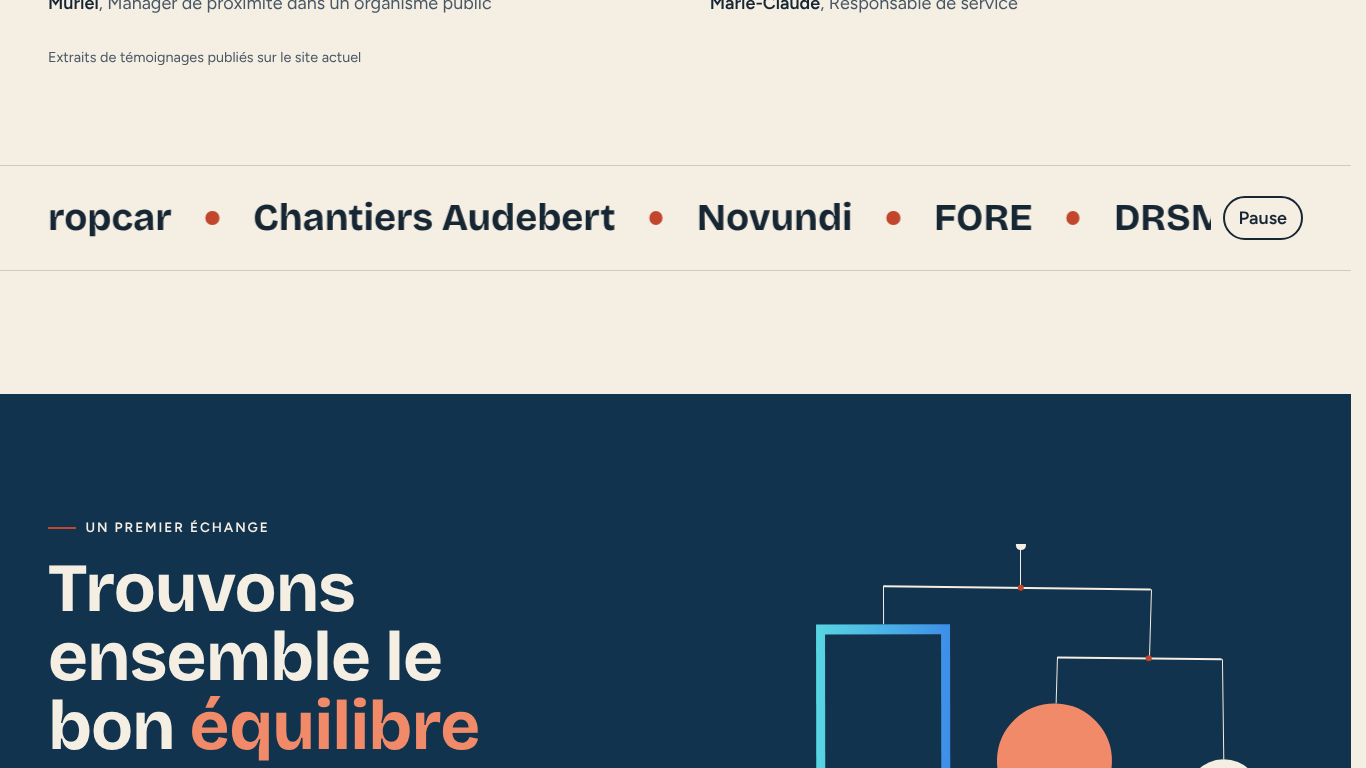 Muriel, Manager de proximité dans un organisme public
Marie-Claude, Responsable de service
Extraits de témoignages publiés sur le site actuel
ropcar • Chantiers Audebert • Novundi • FORE • DRSM
Pause
UN PREMIER ÉCHANGE
Trouvons
ensemble le
bon équilibre